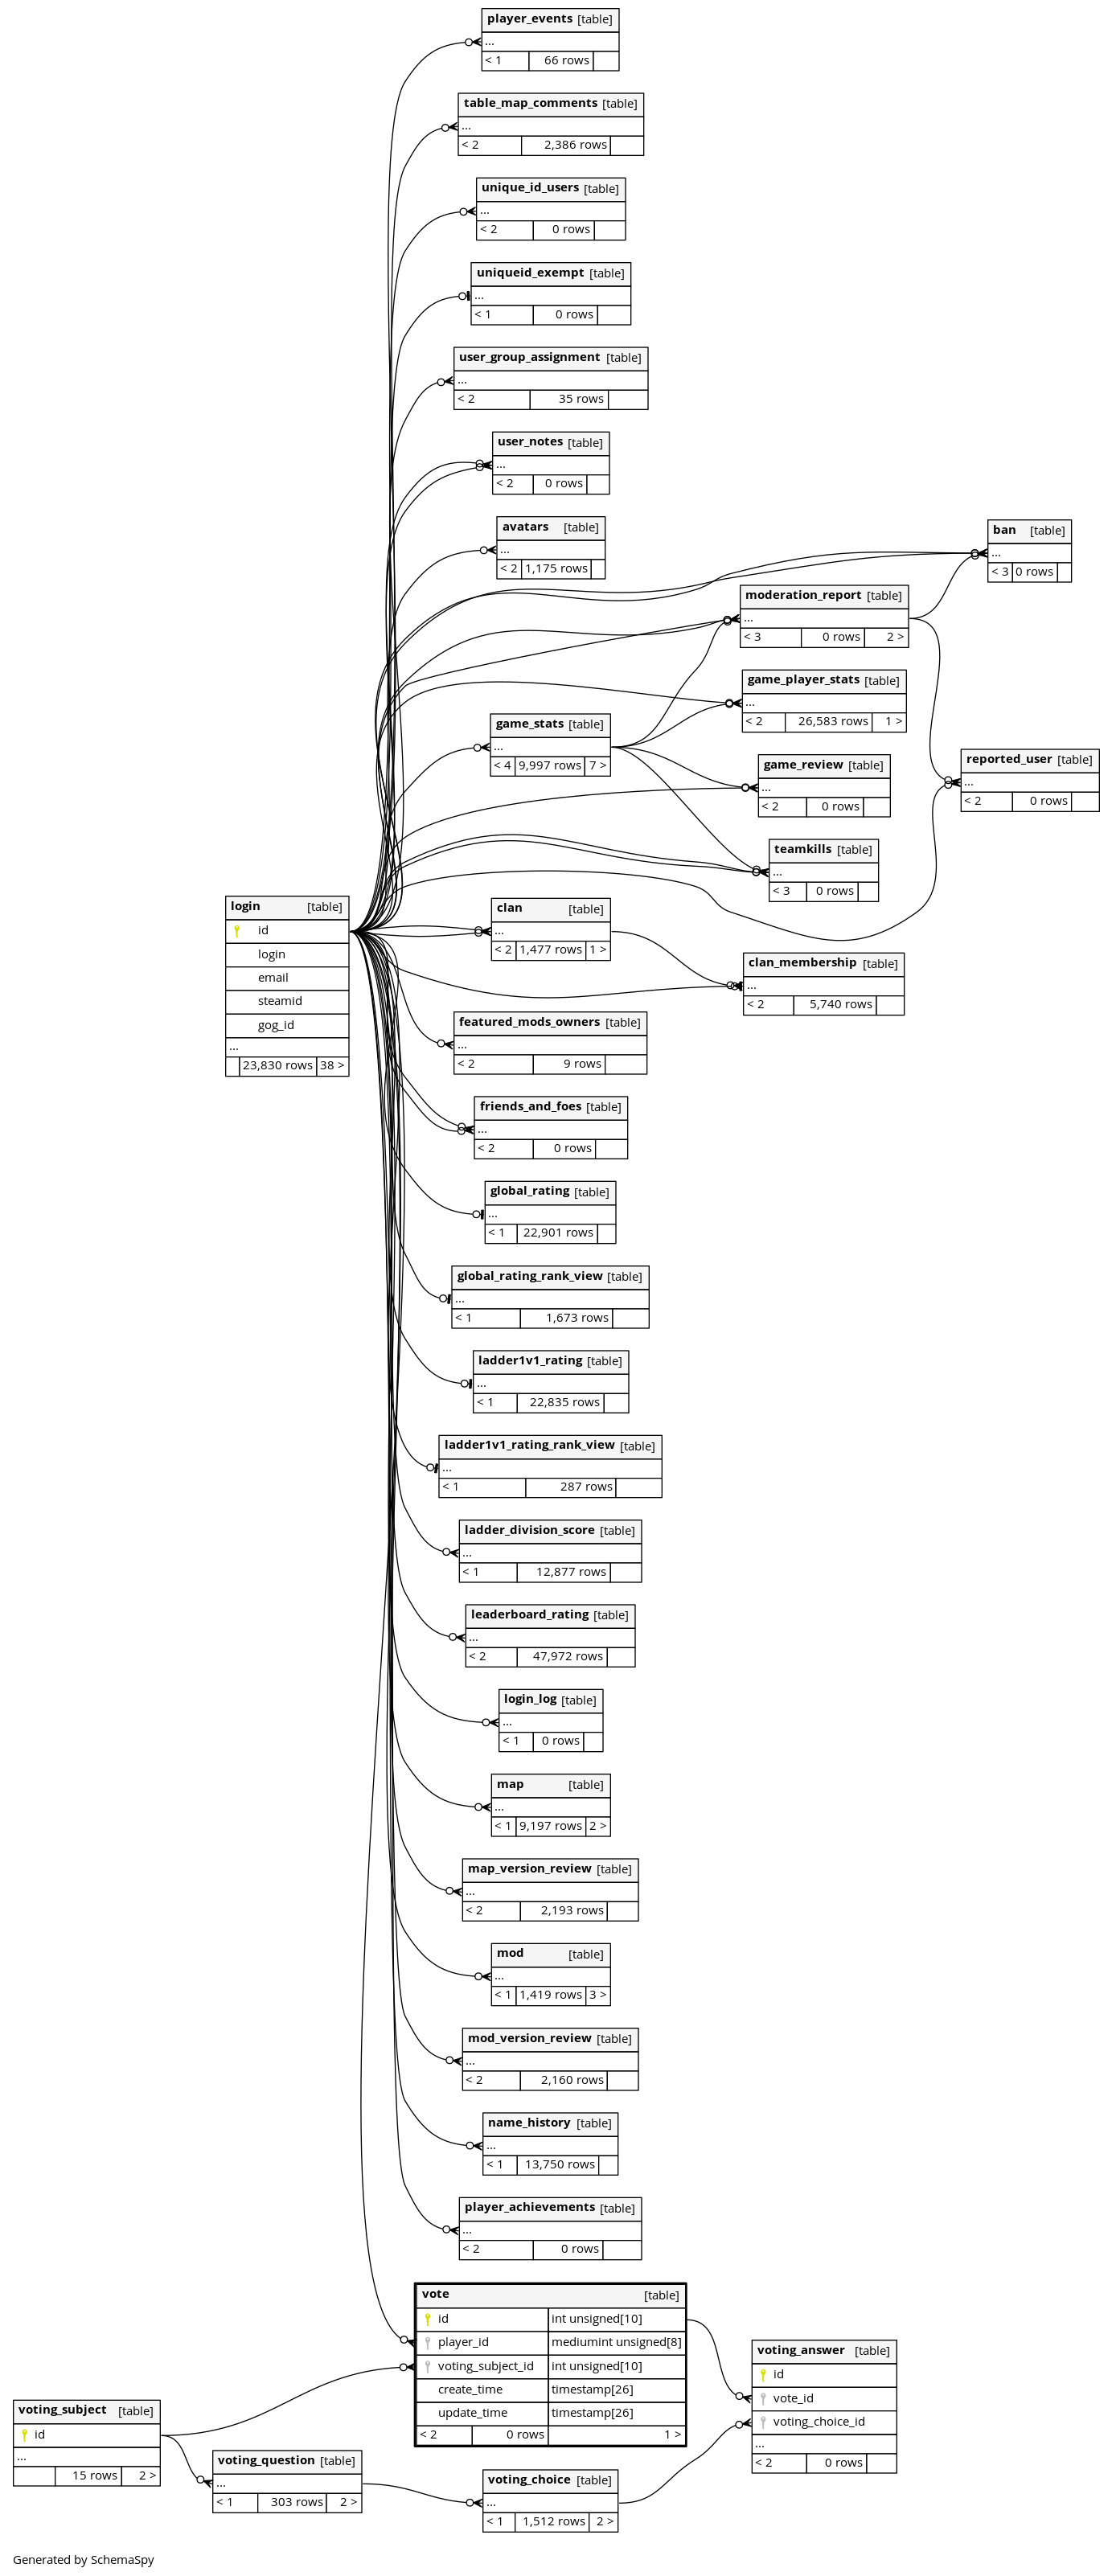 player_events [table]
...
< 1 66 rows
table_map_comments [table]
...
< 2 2,386 rows
unique_id_users [table]
...
< 2 0 rows
uniqueid_exempt [table]
...
< 1 0 rows
user_group_assignment [table]
...
< 2 35 rows
user_notes [table]
...
< 2 0 rows
avatars [table]
...
< 2 1,175 rows
ban [table]
...
< 3 0 rows
moderation_report [table]
...
< 3 0 rows 2 >
game_player_stats [table]
...
< 2 26,583 rows 1 >
game_stats [table]
...
< 4 9,997 rows 7 >
game_review [table]
...
< 2 0 rows
reported_user [table]
...
< 2 0 rows
teamkills [table]
...
< 3 0 rows
login [table]
id
login
email
steamid
gog_id
...
23,830 rows 38 >
clan [table]
...
< 2 1,477 rows 1 >
clan_membership [table]
...
< 2 5,740 rows
featured_mods_owners [table]
...
< 2 9 rows
friends_and_foes [table]
...
< 2 0 rows
global_rating [table]
...
< 1 22,901 rows
global_rating_rank_view [table]
...
< 1 1,673 rows
ladder1v1_rating [table]
...
< 1 22,835 rows
ladder1v1_rating_rank_view [table]
...
< 1 287 rows
ladder_division_score [table]
...
< 1 12,877 rows
leaderboard_rating [table]
...
< 2 47,972 rows
login_log [table]
...
< 1 0 rows
map [table]
...
< 1 9,197 rows 2 >
map_version_review [table]
...
< 2 2,193 rows
mod [table]
...
< 1 1,419 rows 3 >
mod_version_review [table]
...
< 2 2,160 rows
name_history [table]
...
< 1 13,750 rows
player_achievements [table]
...
< 2 0 rows
vote [table]
id int unsigned[10]
player_id mediumint unsigned[8]
voting_subject_id int unsigned[10]
create_time timestamp[26]
update_time timestamp[26]
< 2 0 rows 1 >
voting_answer [table]
id
vote_id
voting_choice_id
...
< 2 0 rows
voting_subject [table]
id
...
15 rows 2 >
voting_question [table]
...
< 1 303 rows 2 >
voting_choice [table]
...
< 1 1,512 rows 2 >
Generated by SchemaSpy